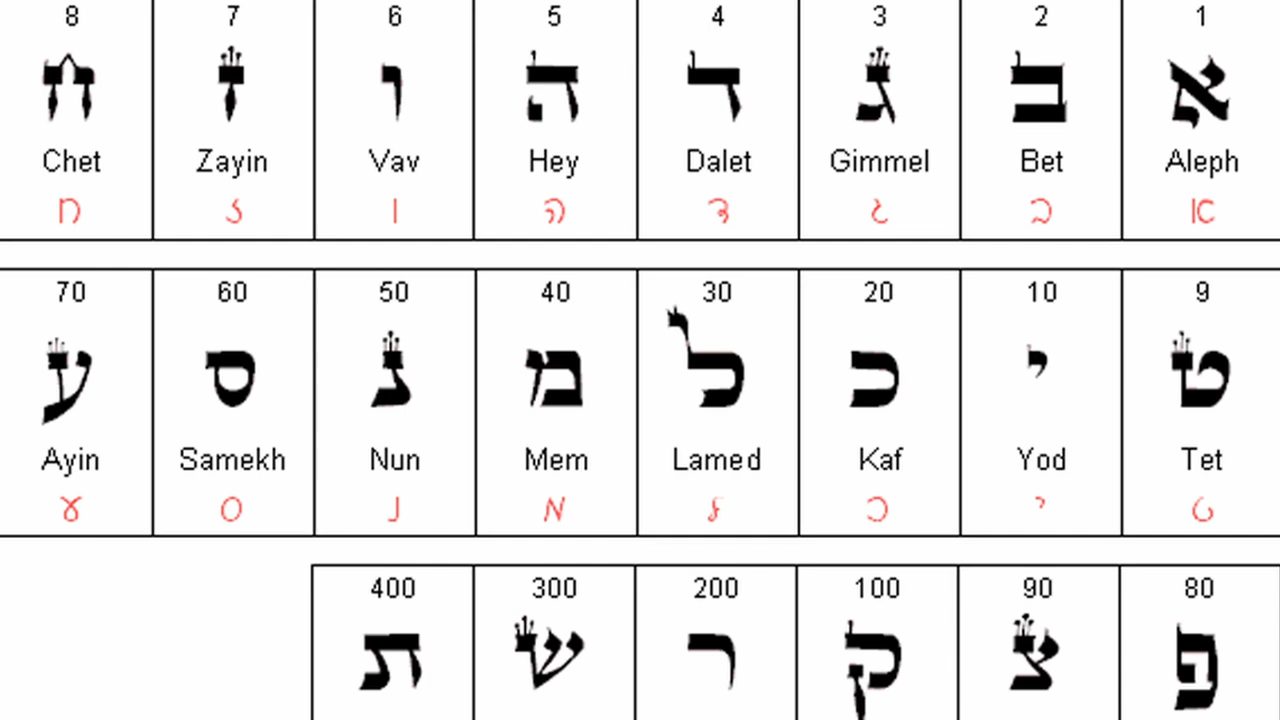 8 7 6 5 4 3 2 1
ח ז ו ה ד ג ב א
Chet Zayin Vav Hey Dalet Gimmel Bet Aleph
ח ז ו ה ד ג ב א
70 60 50 40 30 20 10 9
ע ס נ מ ל כ י ט
Ayin Samekh Nun Mem Lamed Kaf Yod Tet
ע ס נ מ ל כ י ט
400 300 200 100 90 80
ת ש ר ק צ פ